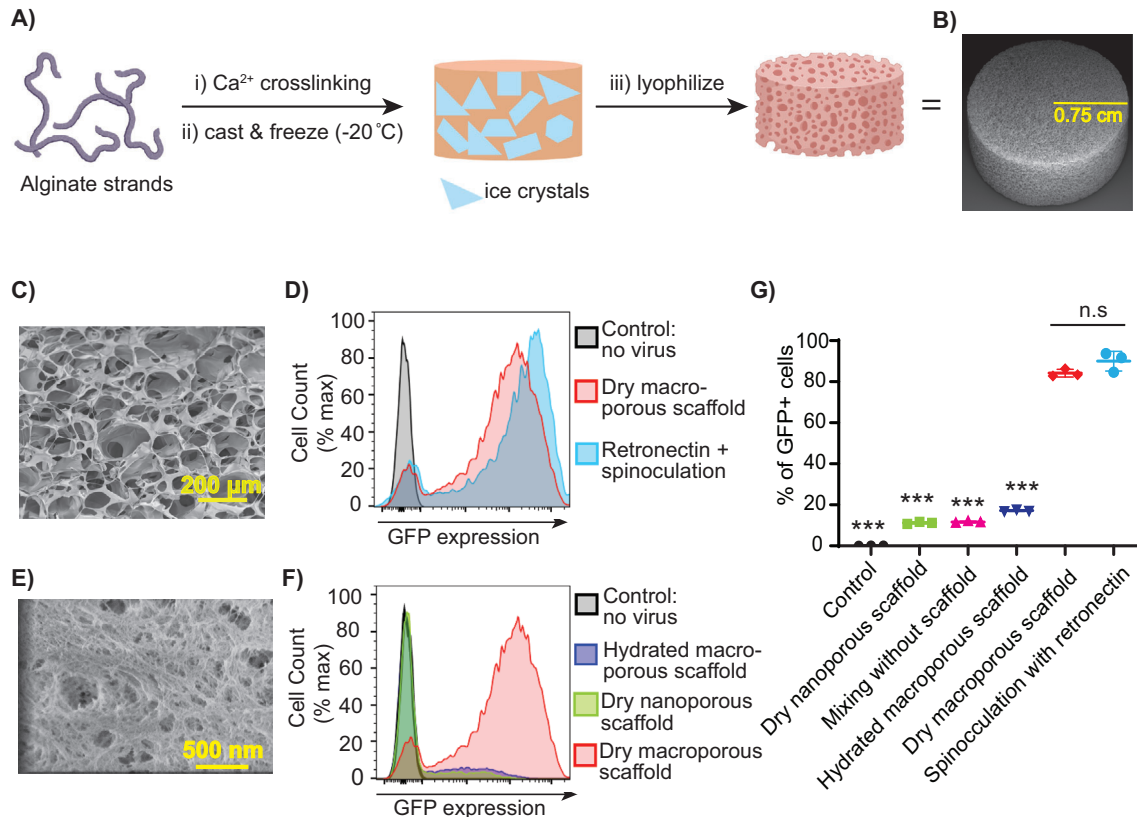 A)
i) Ca²⁺ crosslinking
ii) cast & freeze (-20 °C)
Alginate strands
ice crystals
iii) lyophilize
=
B)
0.75 cm
C)
200 µm
D)
Cell Count
(% max)
100
80
60
40
20
0
GFP expression
Control:
no virus
Dry macro-
porous scaffold
Retronectin +
spinoculation
E)
500 nm
F)
Cell Count
(% max)
100
80
60
40
20
0
GFP expression
Control:
no virus
Hydrated macro-
porous scaffold
Dry nanoporous
scaffold
Dry macroporous
scaffold
G)
% of GFP+ cells
100
80
60
40
20
0
***
***
***
***
n.s
Control
Dry nanoporous scaffold
Mixing without scaffold
Hydrated macroporous scaffold
Dry macroporous scaffold
Spinoculation with retronectin